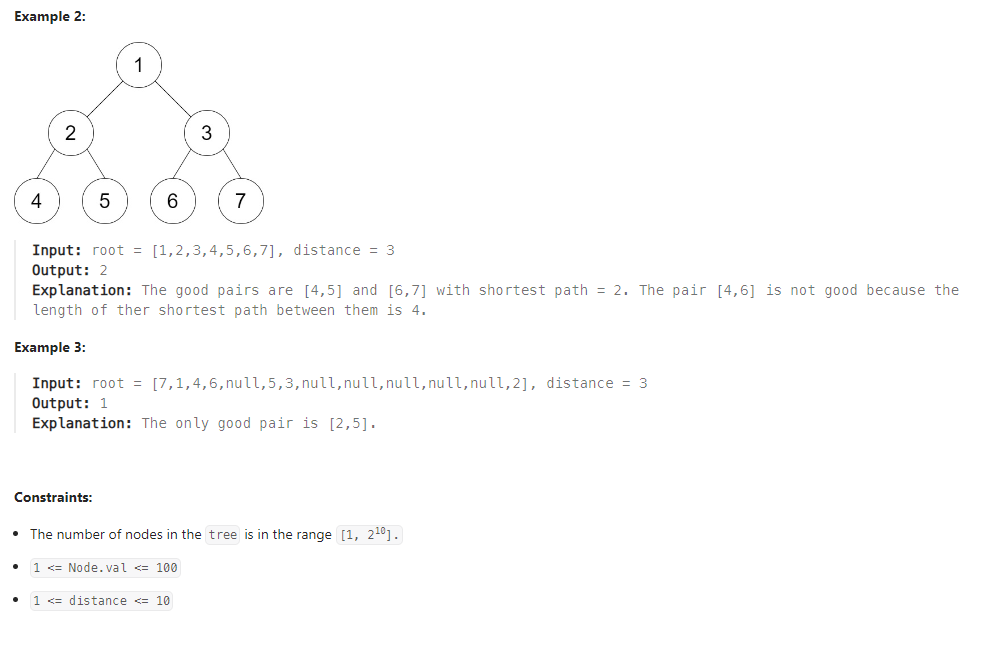 Example 2:
1
2 3
4 5 6 7
Input: root = [1,2,3,4,5,6,7], distance = 3
Output: 2
Explanation: The good pairs are [4,5] and [6,7] with shortest path = 2. The pair [4,6] is not good because the
length of ther shortest path between them is 4.
Example 3:
Input: root = [7,1,4,6,null,5,3,null,null,null,null,null,2], distance = 3
Output: 1
Explanation: The only good pair is [2,5].
Constraints:
• The number of nodes in the tree is in the range [1, 2¹⁰].
• 1 <= Node.val <= 100
• 1 <= distance <= 10